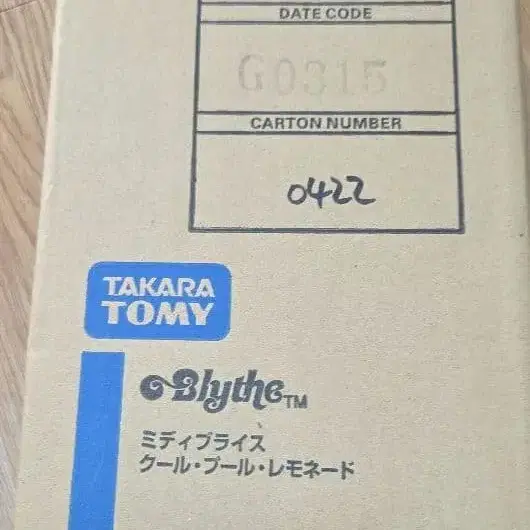 DATE CODE
G0315
CARTON NUMBER
0422
TAKARA
TOMY
Blythe™
ミディブライス
クール・プール・レモネード